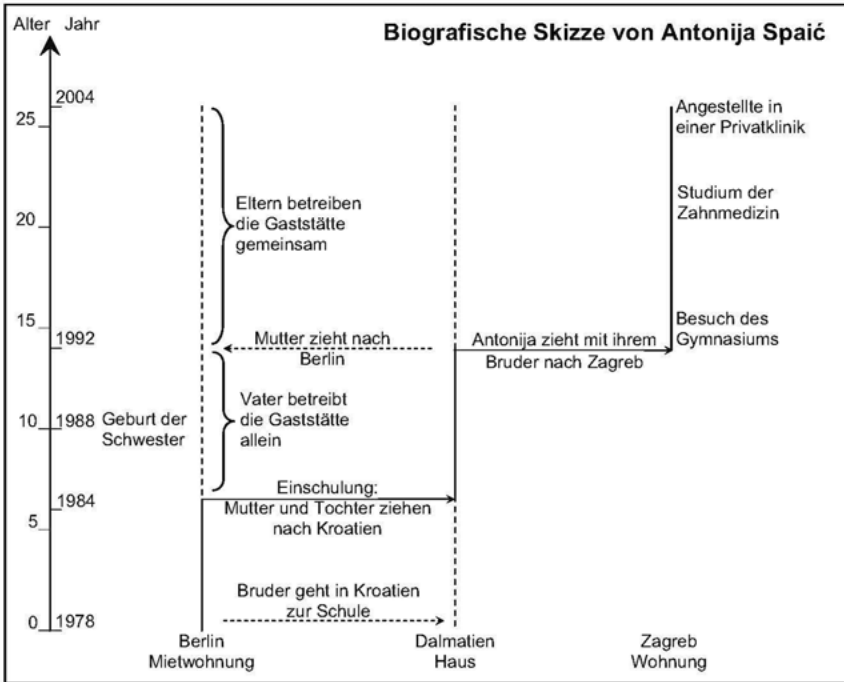 Alter Jahr
Biografische Skizze von Antonija Spaić
2004
25
Angestellte in
einer Privatklinik
Eltern betreiben
die Gaststätte
gemeinsam
20
Studium der
Zahnmedizin
15
1992
Mutter zieht nach
Berlin
Antonija zieht mit ihrem
Bruder nach Zagreb
Besuch des
Gymnasiums
10
1988
Geburt der
Schwester
Vater betreibt
die Gaststätte
allein
Einschulung:
Mutter und Tochter ziehen
nach Kroatien
1984
5
Bruder geht in Kroatien
zur Schule
0
1978
Berlin
Mietwohnung
Dalmatien
Haus
Zagreb
Wohnung